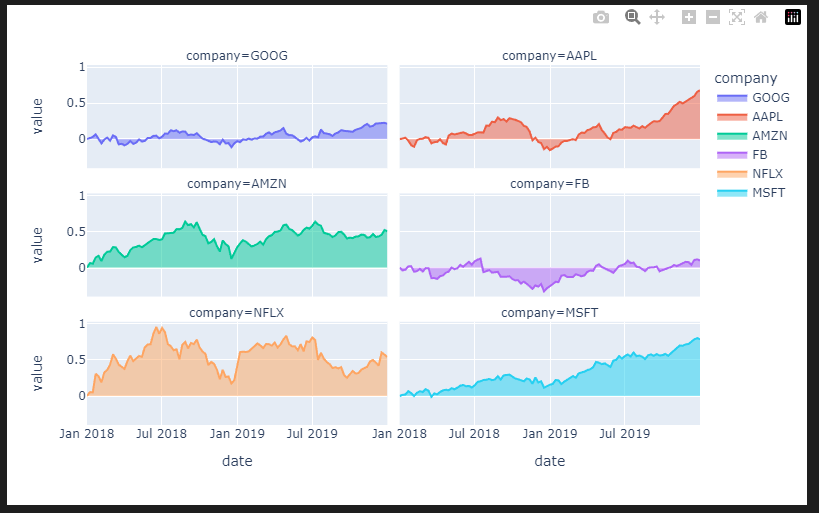 company=GOOG
company=AAPL
1
0.5
0
value
company
GOOG
AAPL
AMZN
FB
NFLX
MSFT
company=AMZN
company=FB
1
0.5
0
value
company=NFLX
company=MSFT
1
0.5
0
value
Jan 2018 Jul 2018 Jan 2019 Jul 2019 Jan 2018 Jul 2018 Jan 2019 Jul 2019
date
date